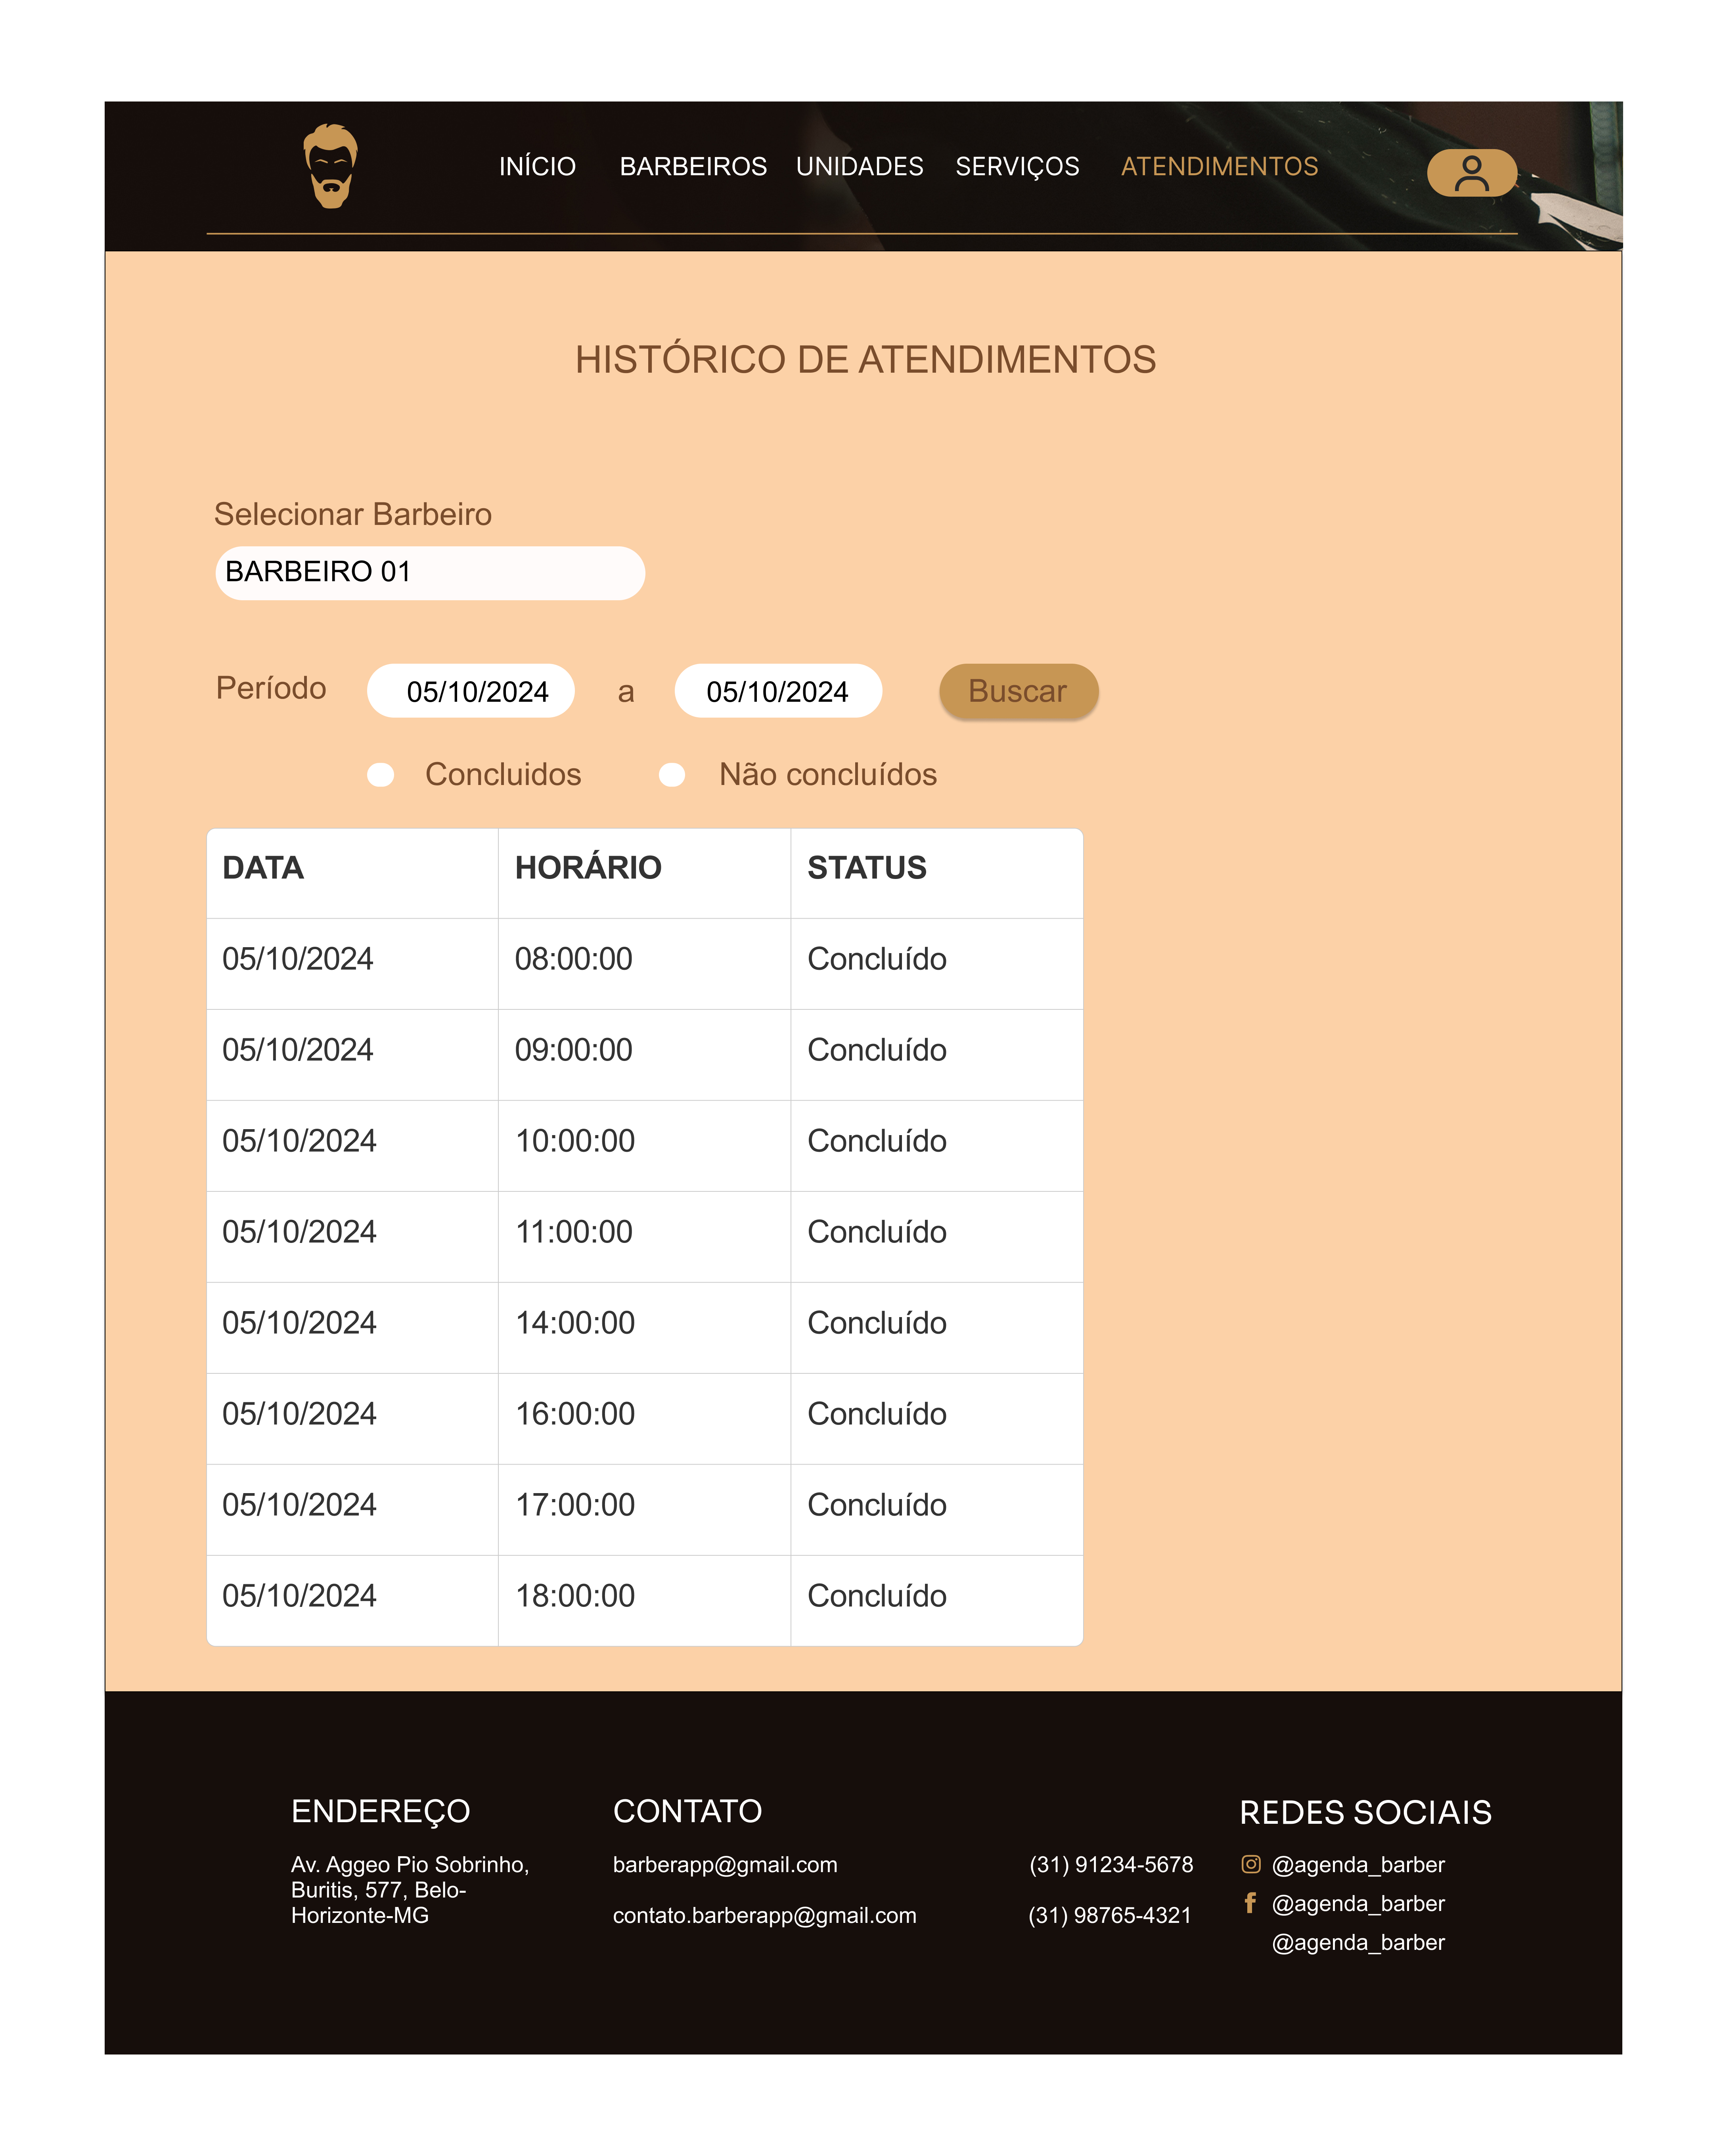 INÍCIO BARBEIROS UNIDADES SERVIÇOS ATENDIMENTOS
HISTÓRICO DE ATENDIMENTOS
Selecionar Barbeiro
BARBEIRO 01
Período 05/10/2024 a 05/10/2024 Buscar
Concluidos Não concluídos
DATA HORÁRIO STATUS
05/10/2024 08:00:00 Concluído
05/10/2024 09:00:00 Concluído
05/10/2024 10:00:00 Concluído
05/10/2024 11:00:00 Concluído
05/10/2024 14:00:00 Concluído
05/10/2024 16:00:00 Concluído
05/10/2024 17:00:00 Concluído
05/10/2024 18:00:00 Concluído
ENDEREÇO
Av. Aggeo Pio Sobrinho,
Buritis, 577, Belo-
Horizonte-MG
CONTATO
barberapp@gmail.com (31) 91234-5678
contato.barberapp@gmail.com (31) 98765-4321
REDES SOCIAIS
@agenda_barber
@agenda_barber
@agenda_barber